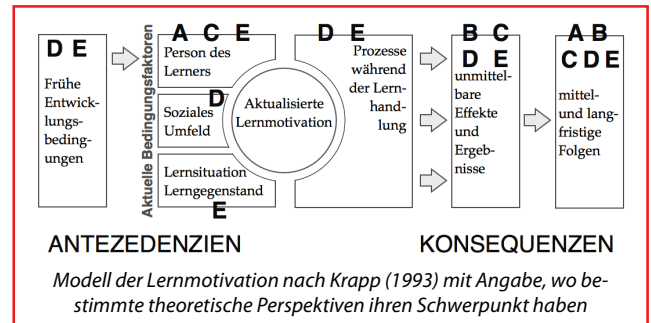 D E
Frühe
Entwick-
lungs-
bedin-
gungen
Aktuelle Bedingungsfaktoren
A C E
Person des
Lerners
D
Soziales
Umfeld
Lernsituation
Lerngegenstand
E
Aktualisierte
Lernmotivation
D E
Prozesse
während
der Lern-
hand-
lung
B C
D E
unmittel-
bare
Effekte
und
Ergeb-
nisse
A B
C D E
mittel-
und lang-
fristige
Folgen
ANTEZEDENZIEN
KONSEQUENZEN
Modell der Lernmotivation nach Krapp (1993) mit Angabe, wo be-
stimmte theoretische Perspektiven ihren Schwerpunkt haben